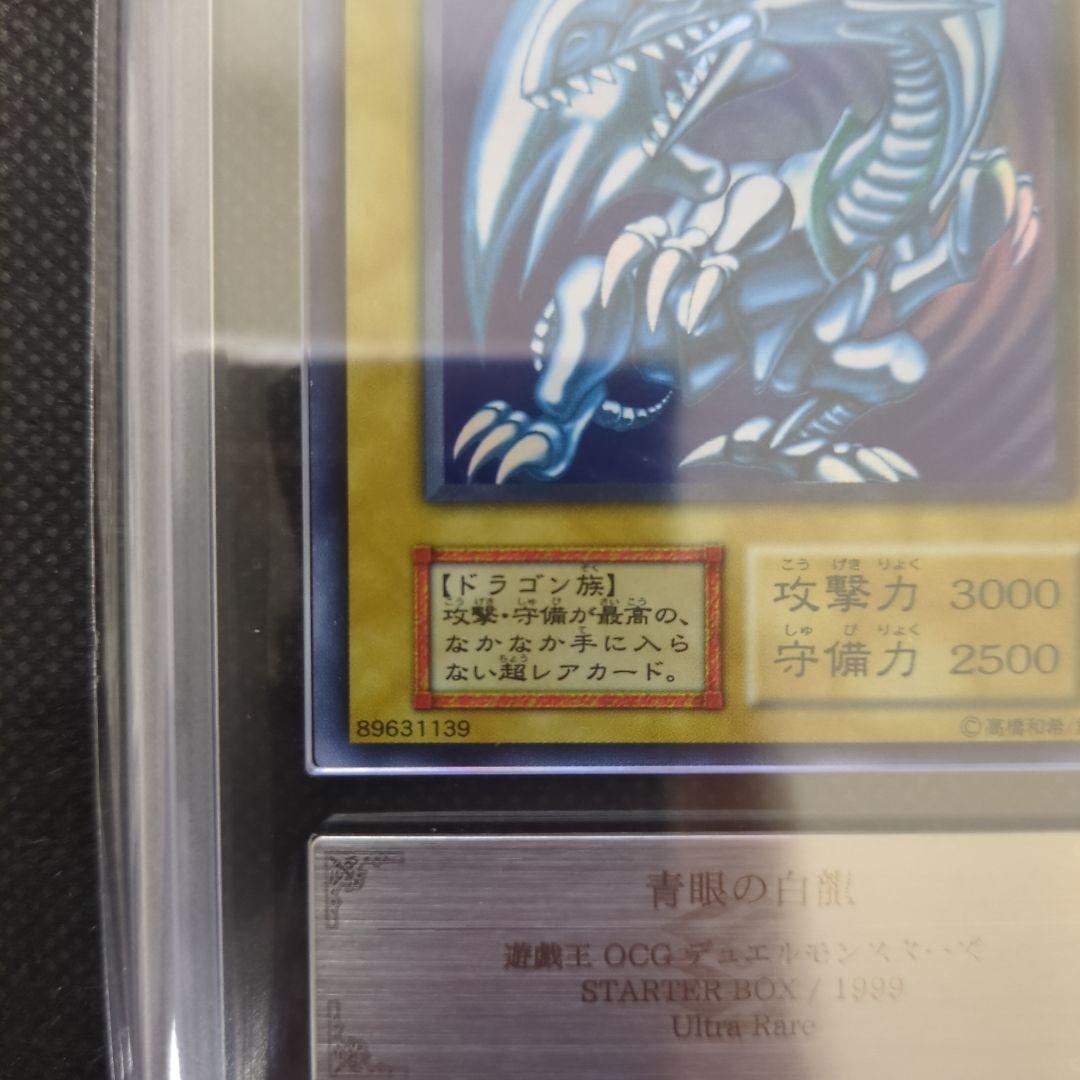 【ドラゴン族】
攻撃・守備が最高の、
なかなか手に入ら
ない超レアカード。
攻撃力 3000
守備力 2500
89631139
©高橋和希/
青眼の白龍
遊戯王 OCG デュエルモンスターズ
STARTER BOX / 1999
Ultra Rare